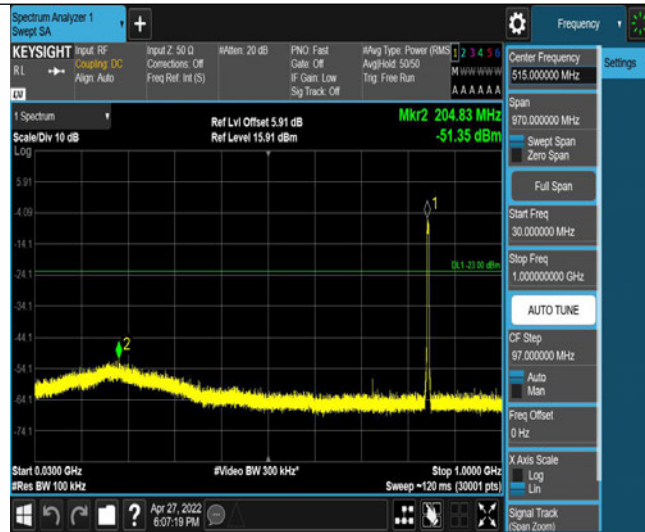 Spectrum Analyzer 1
Swept SA
+
Frequency
KEYSIGHT
RL
Input: RF
Coupling: DC
Align: Auto
Input Z: 50 Ω
Corrections: Off
Freq Ref: Int (S)
#Atten: 20 dB
PNO: Fast
Gate: Off
IF Gain: Low
Sig Track: Off
#Avg Type: Power (RMS
Avg|Hold: 50/50
Trig: Free Run
1 2 3 4 5 6
M W W W W W
A A A A A A
Settings
1 Spectrum
Scale/Div 10 dB
Log
Ref Lvl Offset 5.91 dB
Ref Level 15.91 dBm
Mkr2 204.83 MHz
-51.35 dBm
5.91
-4.09
-14.1
-24.1
-34.1
-44.1
-54.1
-64.1
-74.1
1
DL1 -23.00 dBm
2
Start 0.0300 GHz
#Res BW 100 kHz
#Video BW 300 kHz*
Stop 1.0000 GHz
Sweep ~120 ms (30001 pts)
Center Frequency
515.000000 MHz
Span
970.000000 MHz
Swept Span
Zero Span
Full Span
Start Freq
30.000000 MHz
Stop Freq
1.000000000 GHz
AUTO TUNE
CF Step
97.000000 MHz
Auto
Man
Freq Offset
0 Hz
X Axis Scale
Log
Lin
Signal Track
(Span Zoom)
?
Apr 27, 2022
6:07:19 PM